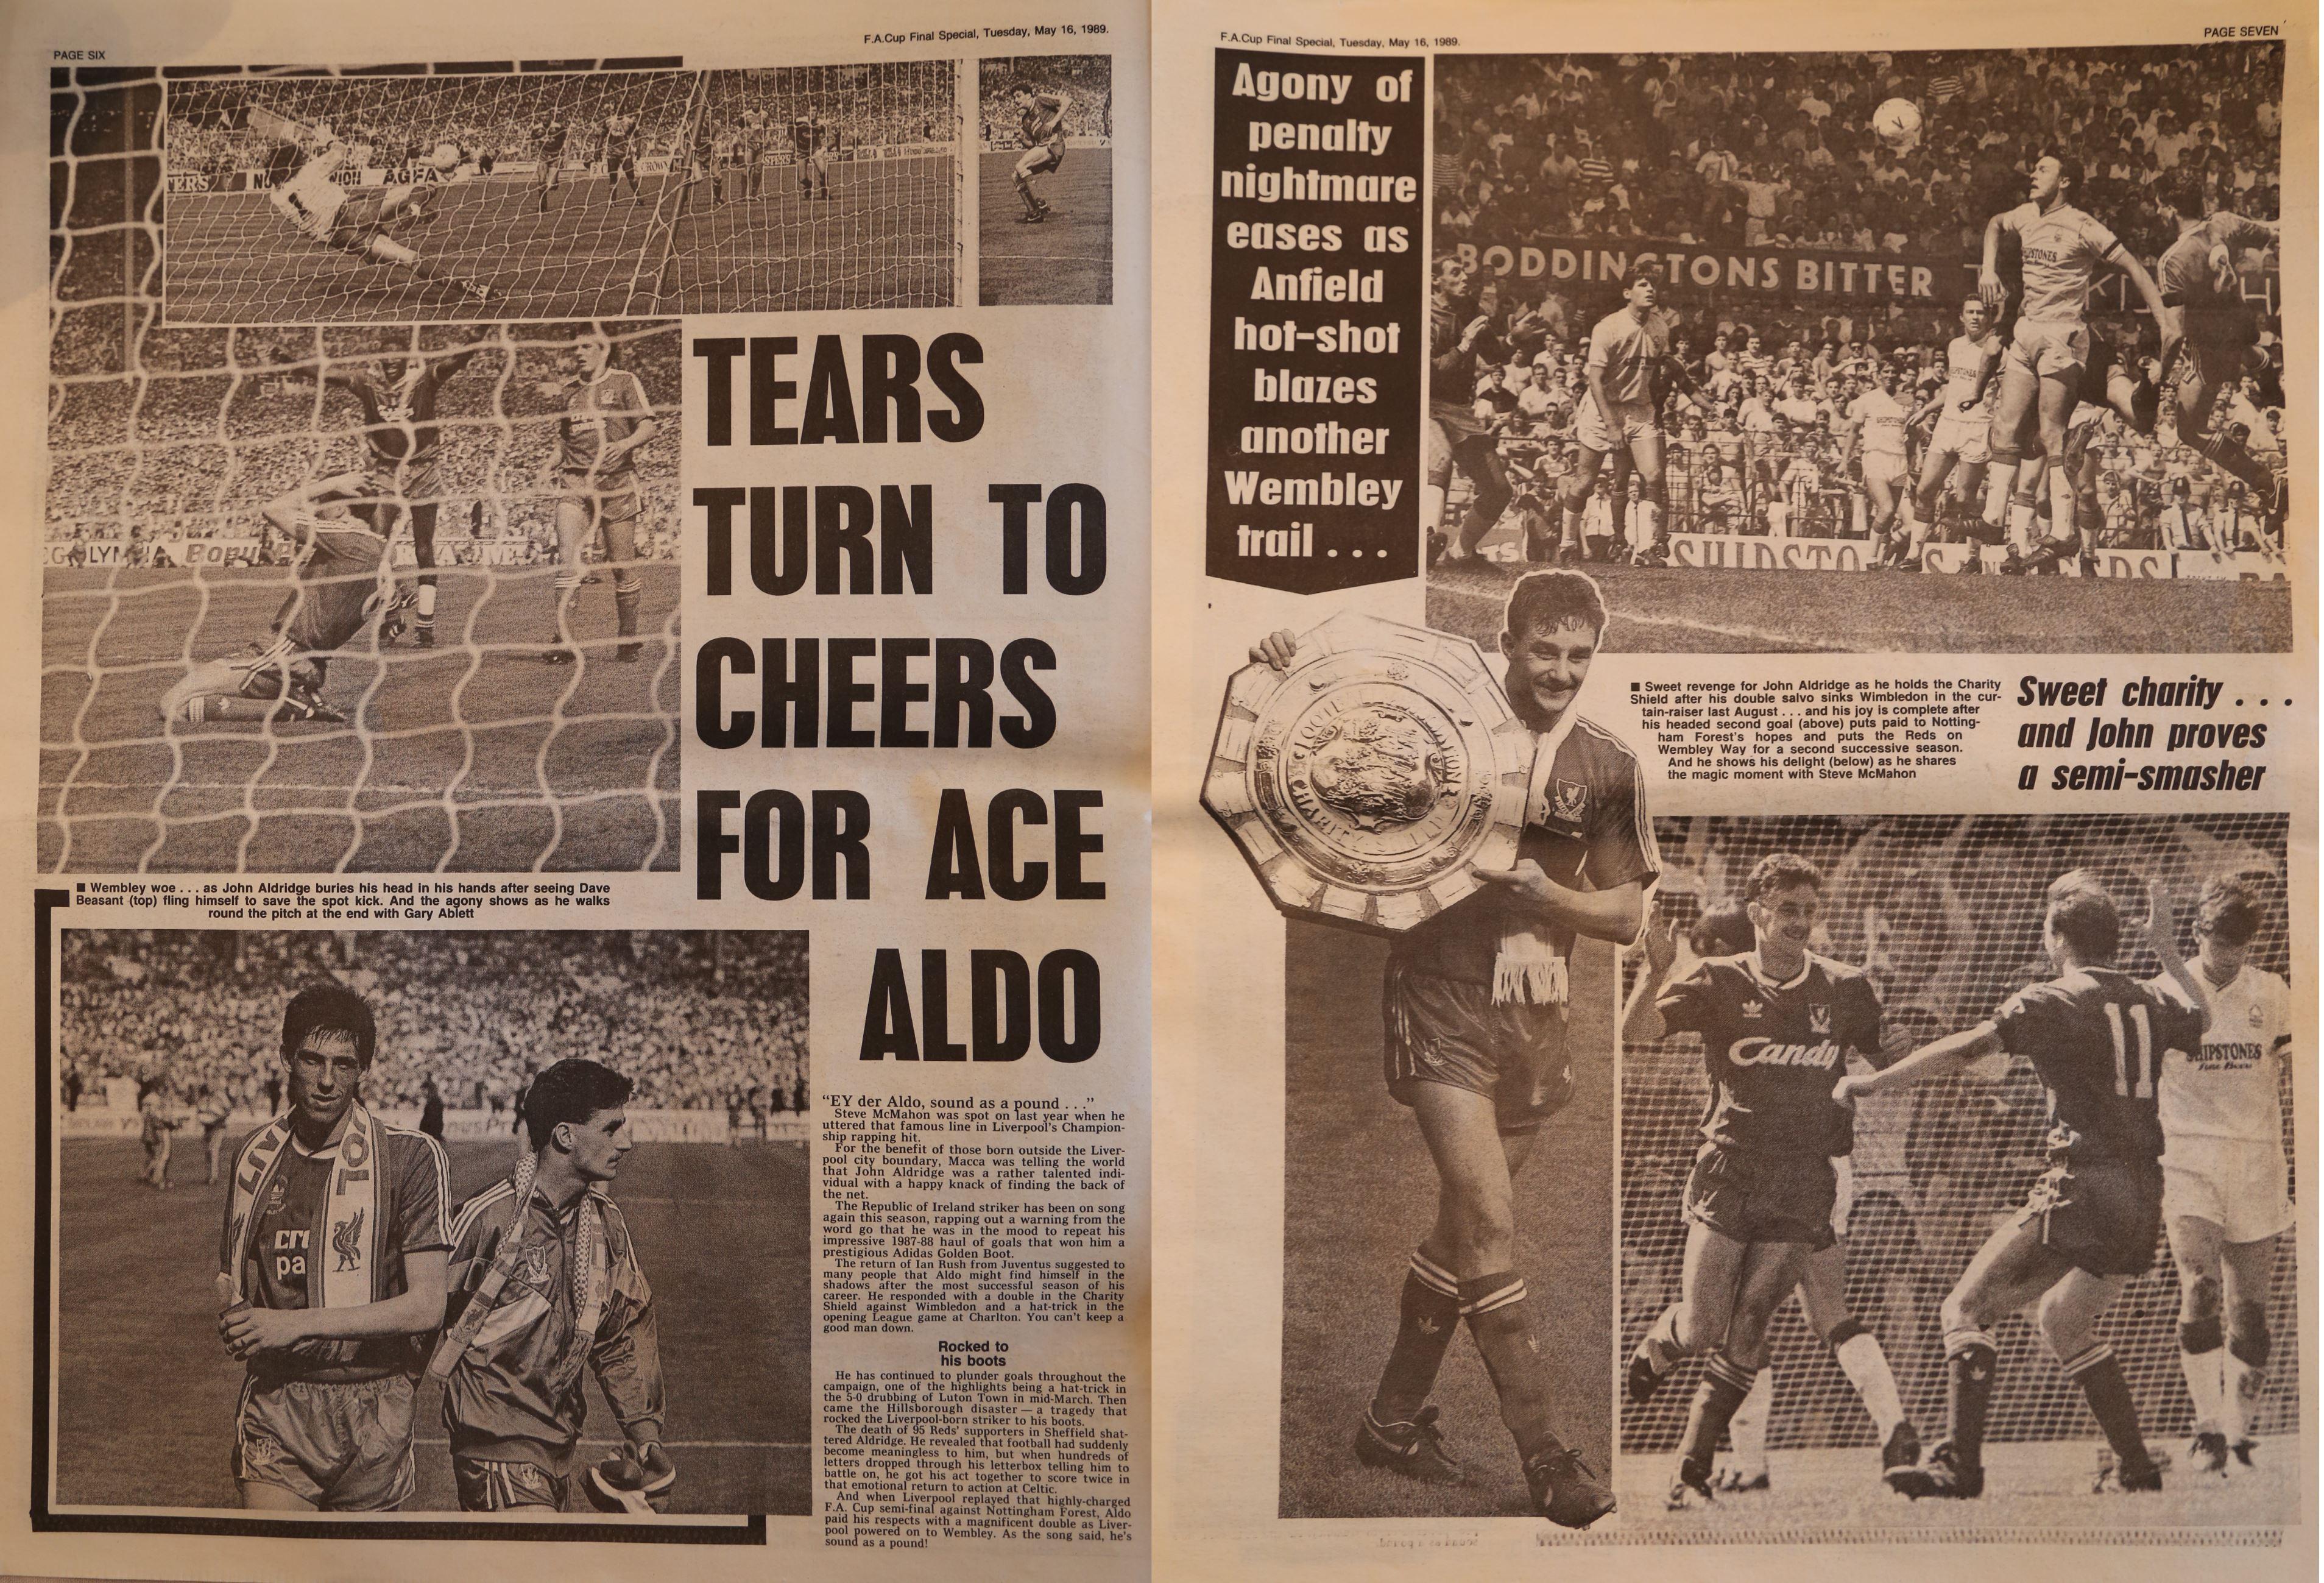 PAGE SIX
F.A.Cup Final Special, Tuesday, May 16, 1989.
AGFA
CROWN
TEARS
TURN TO
CHEERS
FOR ACE
ALDO
■ Wembley woe . . . as John Aldridge buries his head in his hands after seeing Dave
Beasant (top) fling himself to save the spot kick. And the agony shows as he walks
round the pitch at the end with Gary Ablett
"EY der Aldo, sound as a pound . . ."
Steve McMahon was spot on last year when he
uttered that famous line in Liverpool's Champion-
ship rapping hit.
For the benefit of those born outside the Liver-
pool city boundary, Macca was telling the world
that John Aldridge was a rather talented indi-
vidual with a happy knack of finding the back of
the net.
The Republic of Ireland striker has been on song
again this season, rapping out a warning from the
word go that he was in the mood to repeat his
impressive 1987-88 haul of goals that won him a
prestigious Adidas Golden Boot.
The return of Ian Rush from Juventus suggested to
many people that Aldo might find himself in the
shadows after the most successful season of his
career. He responded with a double in the Charity
Shield against Wimbledon and a hat-trick in the
opening League game at Charlton. You can't keep a
good man down.
Rocked to
his boots
He has continued to plunder goals throughout the
campaign, one of the highlights being a hat-trick in
the 5-0 drubbing of Luton Town in mid-March. Then
came the Hillsborough disaster — a tragedy that
rocked the Liverpool-born striker to his boots.
The death of 95 Reds' supporters in Sheffield shat-
tered Aldridge. He revealed that football had suddenly
become meaningless to him, but when hundreds of
letters dropped through his letterbox telling him to
battle on, he got his act together to score twice in
that emotional return to action at Celtic.
And when Liverpool replayed that highly-charged
F.A. Cup semi-final against Nottingham Forest, Aldo
paid his respects with a magnificent double as Liver-
pool powered on to Wembley. As the song said, he's
sound as a pound!
F.A.Cup Final Special, Tuesday, May 16, 1989.
PAGE SEVEN
Agony of
penalty
nightmare
eases as
Anfield
hot-shot
blazes
another
Wembley
trail . . .
BODDINGTONS BITTER
SHIPSTO
■ Sweet revenge for John Aldridge as he holds the Charity
Shield after his double salvo sinks Wimbledon in the cur-
tain-raiser last August . . . and his joy is complete after
his headed second goal (above) puts paid to Notting-
ham Forest's hopes and puts the Reds on
Wembley Way for a second successive season.
And he shows his delight (below) as he shares
the magic moment with Steve McMahon
Sweet charity . . .
and John proves
a semi-smasher
Candy
11
SHIPSTONES